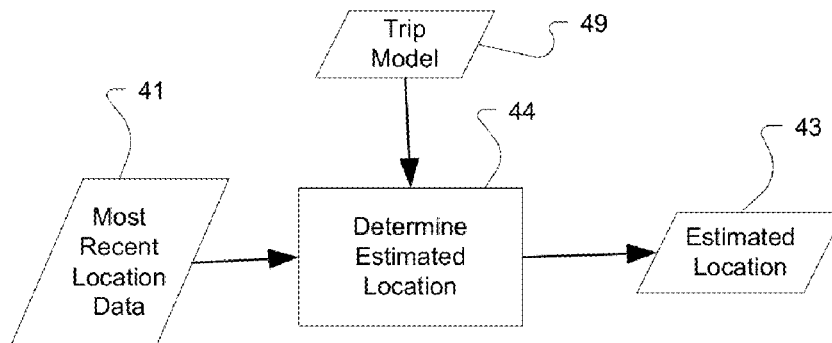 Trip
Model
49
41
44
43
Most
Recent
Location
Data
Determine
Estimated
Location
Estimated
Location